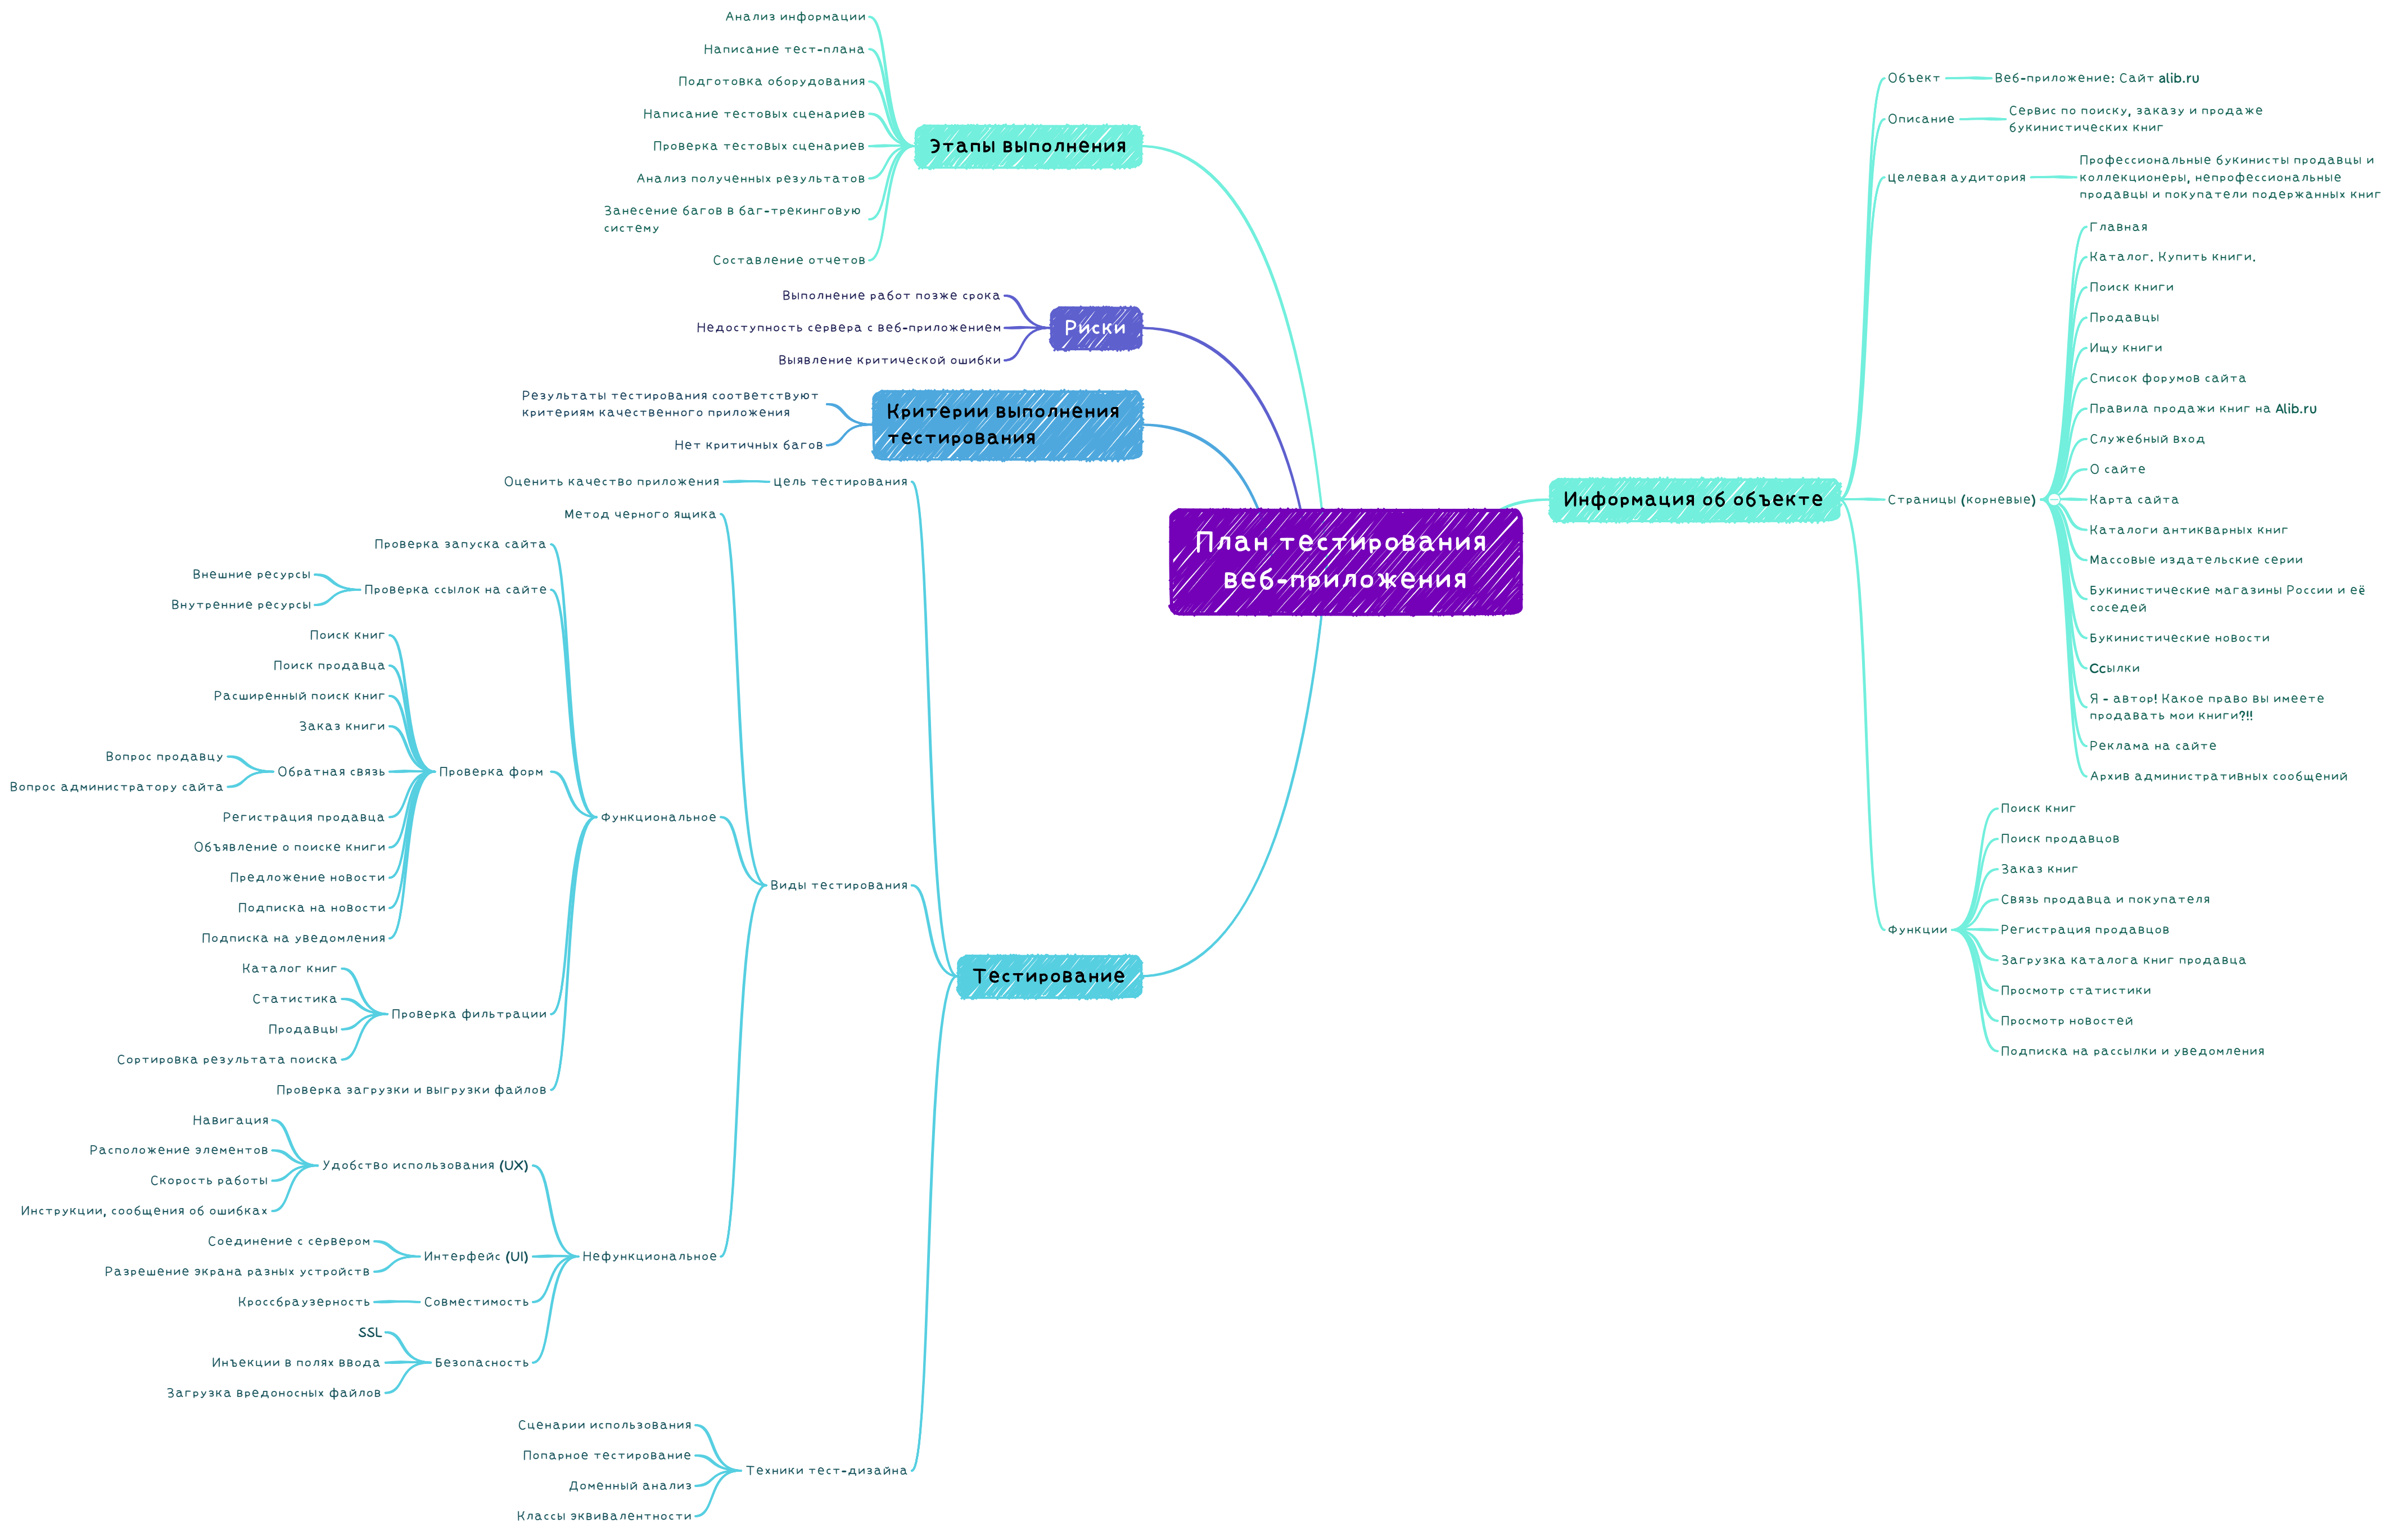 План тестирования
веб-приложения
Этапы выполнения
Анализ информации
Написание тест-плана
Подготовка оборудования
Написание тестовых сценариев
Проверка тестовых сценариев
Анализ полученных результатов
Занесение багов в баг-трекинговую
систему
Составление отчетов
Риски
Выполнение работ позже срока
Недоступность сервера с веб-приложением
Выявление критической ошибки
Критерии выполнения
тестирования
Результаты тестирования соответствуют
критериям качественного приложения
Нет критичных багов
Тестирование
Цель тестирования
Оценить качество приложения
Виды тестирования
Метод черного ящика
Функциональное
Проверка запуска сайта
Проверка ссылок на сайте
Внешние ресурсы
Внутренние ресурсы
Проверка форм
Поиск книг
Поиск продавца
Расширенный поиск книг
Заказ книги
Обратная связь
Вопрос продавцу
Вопрос администратору сайта
Регистрация продавца
Объявление о поиске книги
Предложение новости
Подписка на новости
Подписка на уведомления
Проверка фильтрации
Каталог книг
Статистика
Продавцы
Сортировка результата поиска
Проверка загрузки и выгрузки файлов
Нефункциональное
Удобство использования (UX)
Навигация
Расположение элементов
Скорость работы
Инструкции, сообщения об ошибках
Интерфейс (UI)
Соединение с сервером
Разрешение экрана разных устройств
Совместимость
Кроссбраузерность
Безопасность
SSL
Инъекции в полях ввода
Загрузка вредоносных файлов
Техники тест-дизайна
Сценарии использования
Попарное тестирование
Доменный анализ
Классы эквивалентности
Информация об объекте
Объект
Веб-приложение: Сайт alib.ru
Описание
Сервис по поиску, заказу и продаже
букинистических книг
Целевая аудитория
Профессиональные букинисты продавцы и
коллекционеры, непрофессиональные
продавцы и покупатели подержанных книг
Страницы (корневые)
Главная
Каталог. Купить книги.
Поиск книги
Продавцы
Ищу книги
Список форумов сайта
Правила продажи книг на Alib.ru
Служебный вход
О сайте
Карта сайта
Каталоги антикварных книг
Массовые издательские серии
Букинистические магазины России и её
соседей
Букинистические новости
Ссылки
Я - автор! Какое право вы имеете
продавать мои книги?!!
Реклама на сайте
Архив административных сообщений
Функции
Поиск книг
Поиск продавцов
Заказ книг
Связь продавца и покупателя
Регистрация продавцов
Загрузка каталога книг продавца
Просмотр статистики
Просмотр новостей
Подписка на рассылки и уведомления